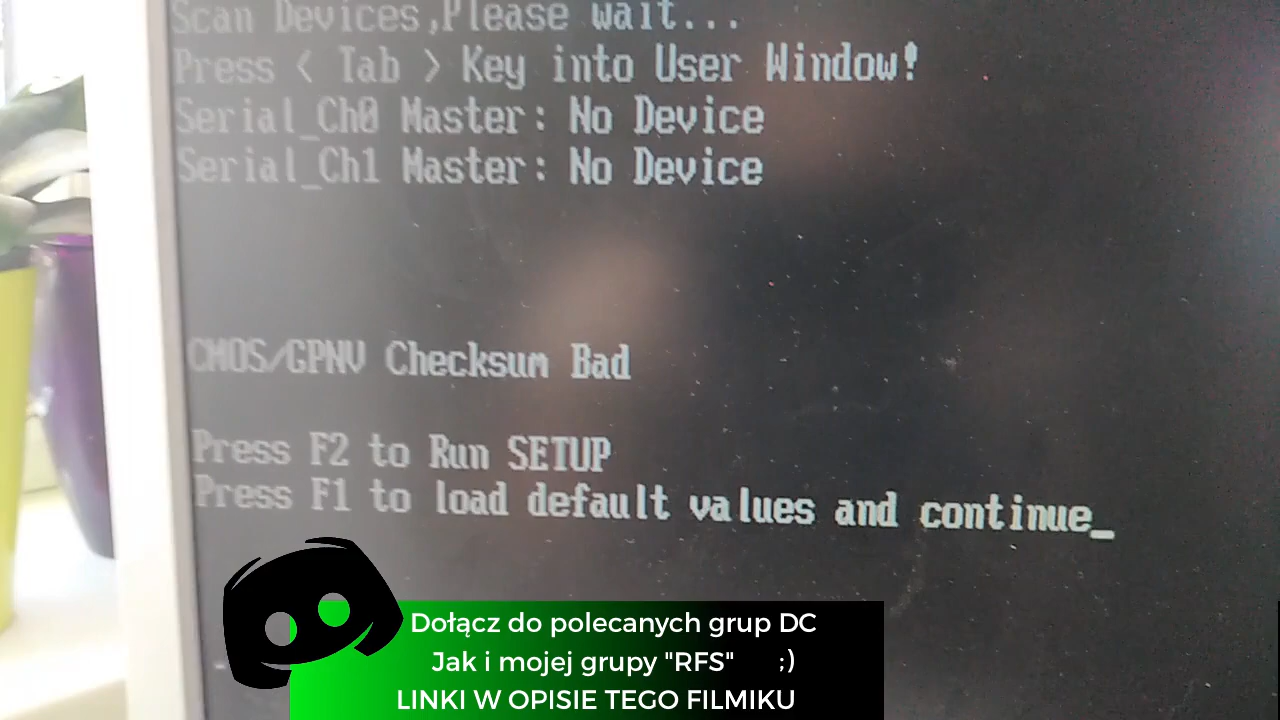 Scan Devices,Please wait...
Press < Tab > Key into User Window!
Serial_Ch0 Master: No Device
Serial_Ch1 Master: No Device
CMOS/GPNV Checksum Bad
Press F2 to Run SETUP
Press F1 to load default values and continue_
Dołącz do polecanych grup DC
Jak i mojej grupy "RFS" ;)
LINKI W OPISIE TEGO FILMIKU